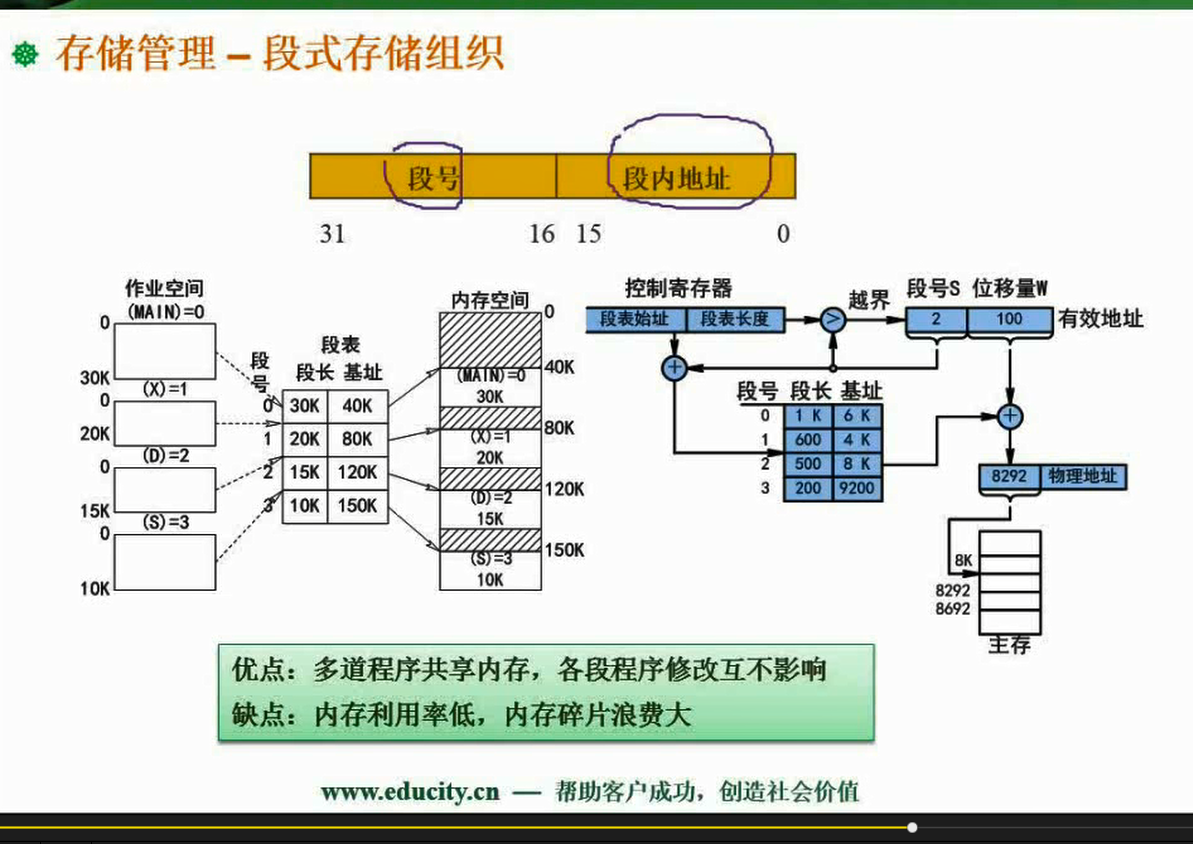 存储管理 – 段式存储组织
段号 段内地址
31 16 15 0
作业空间
(MAIN)=0
0
30K
(X)=1
0
20K
(D)=2
0
15K
(S)=3
0
10K
段表
段号 段长 基址
0 30K 40K
1 20K 80K
2 15K 120K
3 10K 150K
内存空间
0
40K
(MAIN)=0
30K
80K
(X)=1
20K
120K
(D)=2
15K
150K
(S)=3
10K
控制寄存器
段表始址 段表长度
>
越界
段号S 位移量W
2 100 有效地址
+
段号 段长 基址
0 1 K 6 K
1 600 4 K
2 500 8 K
3 200 9200
+
8292 物理地址
8K
8292
8692
主存
优点：多道程序共享内存，各段程序修改互不影响
缺点：内存利用率低，内存碎片浪费大
www.educity.cn — 帮助客户成功，创造社会价值